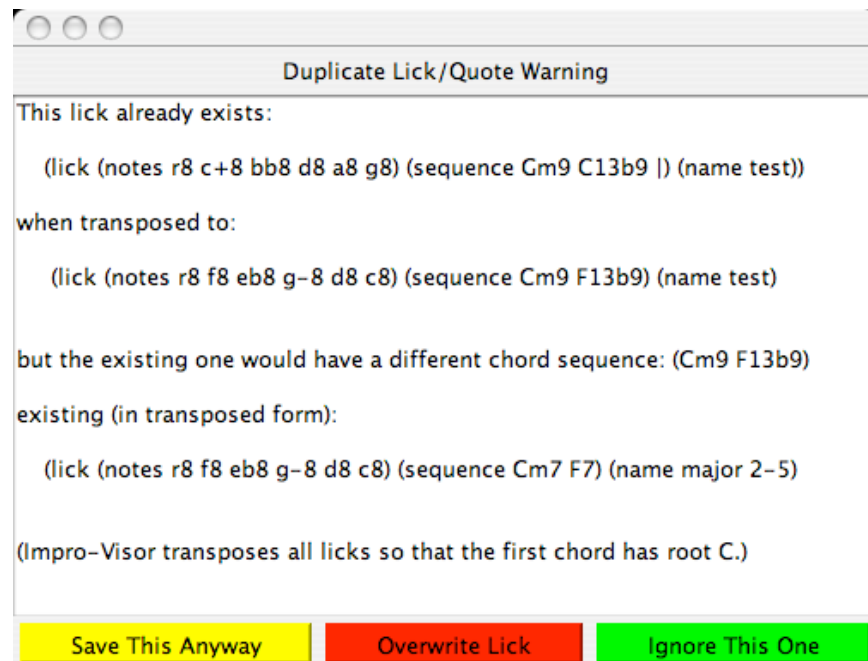 Duplicate Lick/Quote Warning
This lick already exists:
(lick (notes r8 c+8 bb8 d8 a8 g8) (sequence Gm9 C13b9 |) (name test))
when transposed to:
(lick (notes r8 f8 eb8 g-8 d8 c8) (sequence Cm9 F13b9) (name test)
but the existing one would have a different chord sequence: (Cm9 F13b9)
existing (in transposed form):
(lick (notes r8 f8 eb8 g-8 d8 c8) (sequence Cm7 F7) (name major 2-5)
(Impro-Visor transposes all licks so that the first chord has root C.)
Save This Anyway
Overwrite Lick
Ignore This One